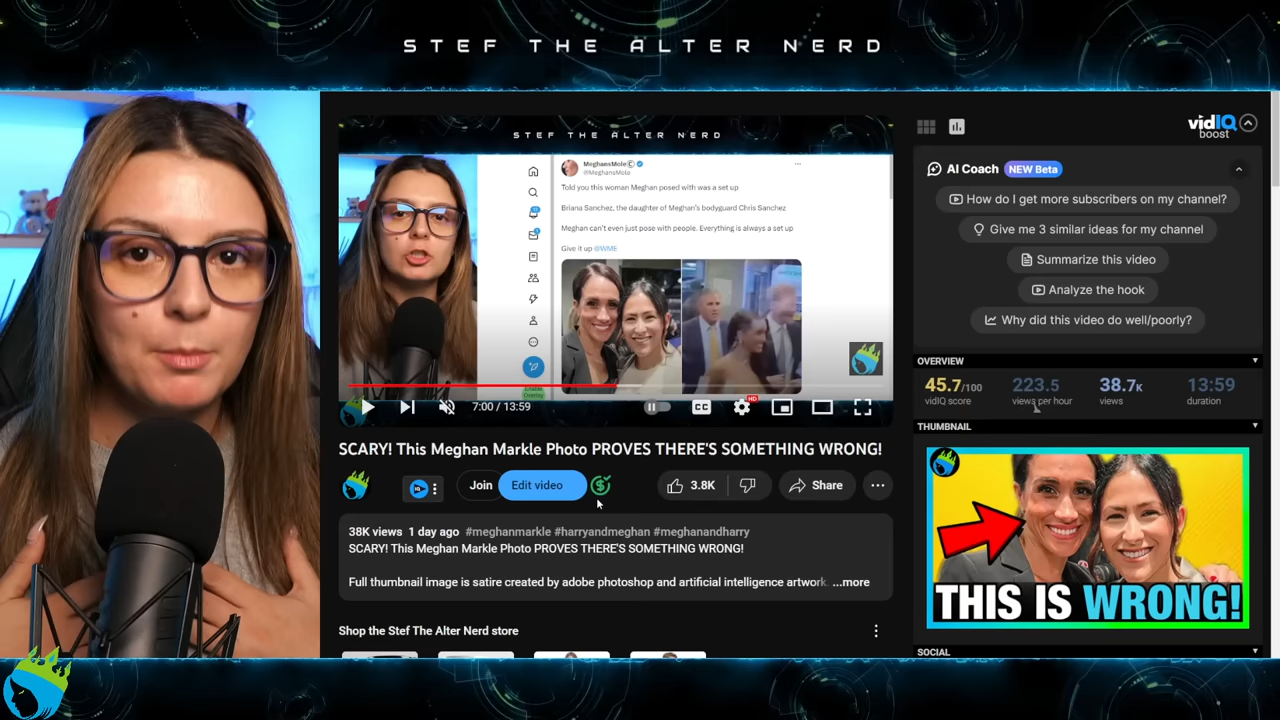 STEF THE ALTER NERD
STEF THE ALTER NERD
MeghansMole
@MeghansMole
Told you this woman Meghan posed with was a set up
Briana Sanchez, the daughter of Meghan's bodyguard Chris Sanchez
Meghan can't even just pose with people. Everything is always a set up
Give it up @WME
7:00 / 13:59
CC
HD
SCARY! This Meghan Markle Photo PROVES THERE'S SOMETHING WRONG!
Join
Edit video
3.8K
Share
38K views 1 day ago #meghanmarkle #harryandmeghan #meghanandharry
SCARY! This Meghan Markle Photo PROVES THERE'S SOMETHING WRONG!
Full thumbnail image is satire created by adobe photoshop and artificial intelligence artwork. ...more
Shop the Stef The Alter Nerd store
vidIQ
boost
AI Coach NEW Beta
How do I get more subscribers on my channel?
Give me 3 similar ideas for my channel
Summarize this video
Analyze the hook
Why did this video do well/poorly?
OVERVIEW
45.7/100 223.5 38.7K 13:59
vidIQ score views per hour views duration
THUMBNAIL
THIS IS WRONG!
SOCIAL